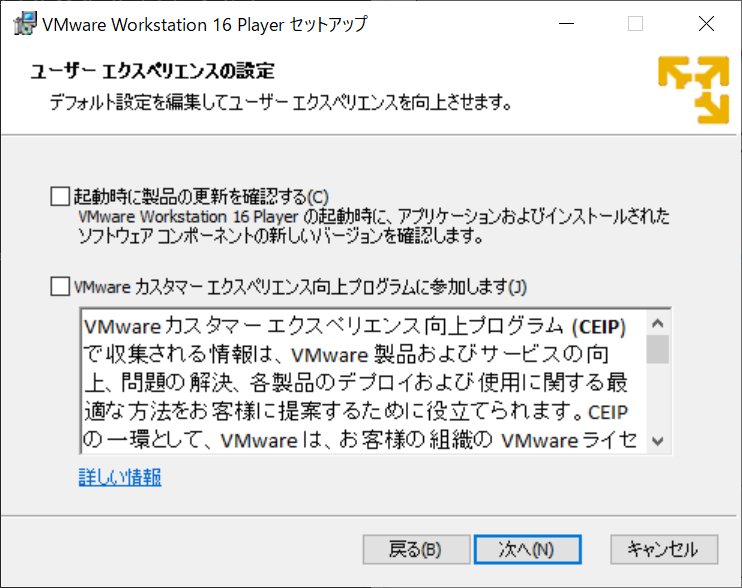 VMware Workstation 16 Player セットアップ
ユーザー エクスペリエンスの設定
デフォルト設定を編集してユーザー エクスペリエンスを向上させます。
起動時に製品の更新を確認する(C)
VMware Workstation 16 Player の起動時に、アプリケーションおよびインストールされた
ソフトウェア コンポーネントの新しいバージョンを確認します。
VMware カスタマー エクスペリエンス向上プログラムに参加します(J)
VMware カスタマー エクスペリエンス向上プログラム (CEIP)
で収集される情報は、VMware 製品およびサービスの向
上、問題の解決、各製品のデプロイおよび使用に関する最
適な方法をお客様に提案するために役立てられます。CEIP
の一環として、VMware は、お客様の組織の VMware ライセ
詳しい情報
戻る(B)
次へ(N)
キャンセル